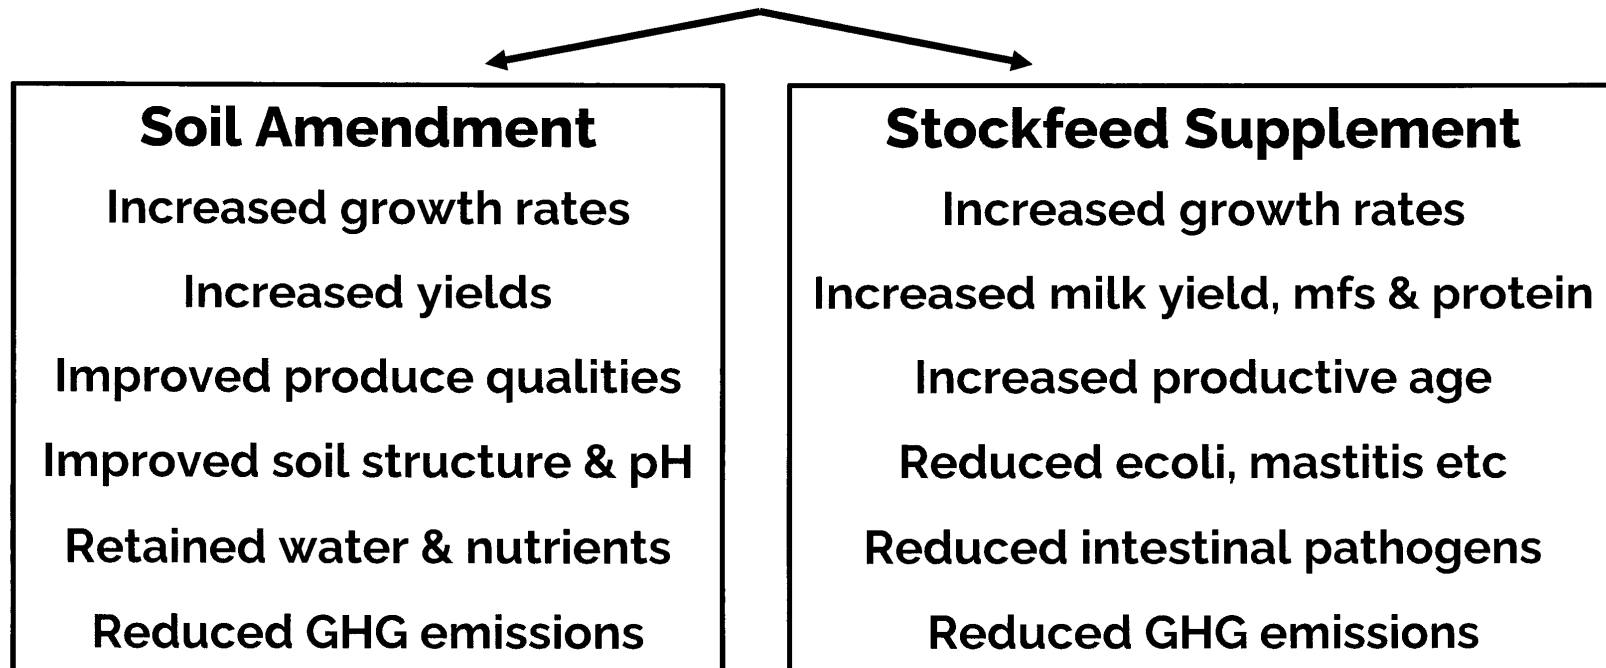 Soil Amendment
Increased growth rates
Increased yields
Improved produce qualities
Improved soil structure & pH
Retained water & nutrients
Reduced GHG emissions
Stockfeed Supplement
Increased growth rates
Increased milk yield, mfs & protein
Increased productive age
Reduced ecoli, mastitis etc
Reduced intestinal pathogens
Reduced GHG emissions